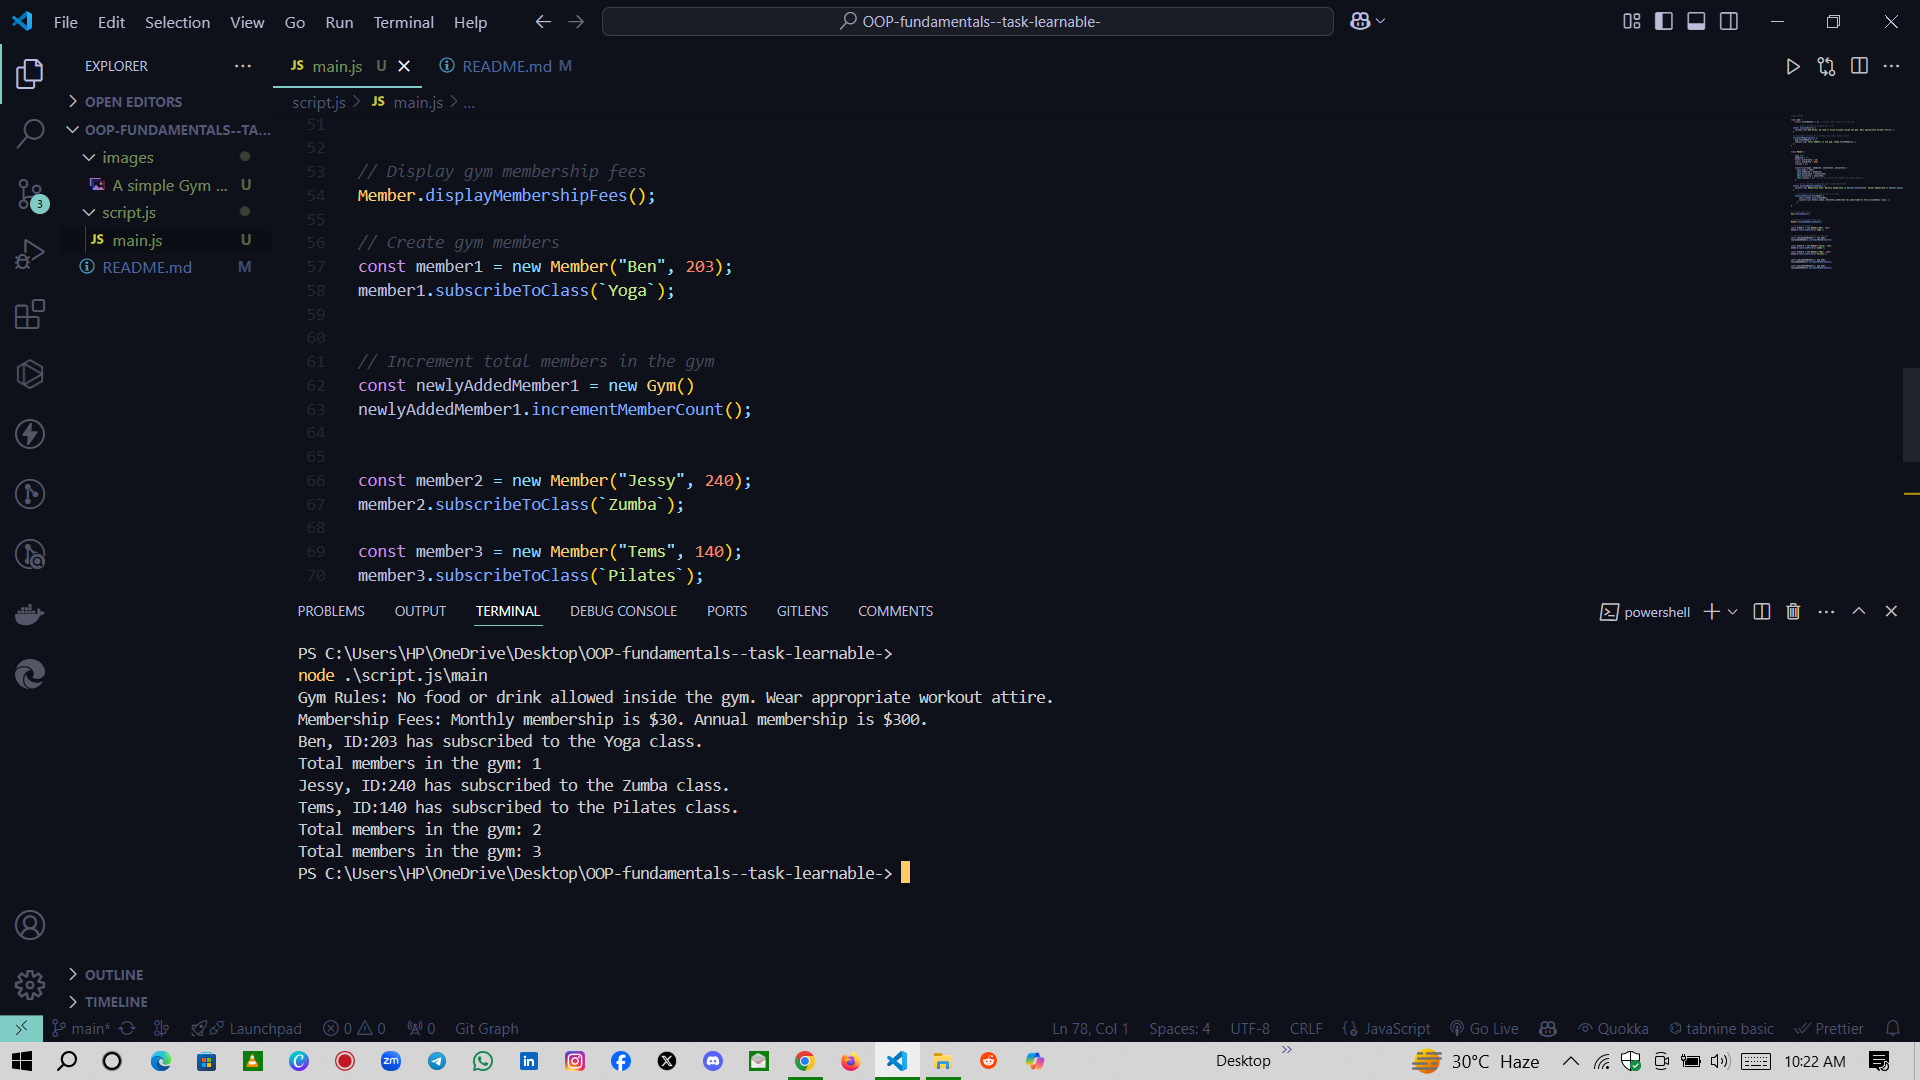 File Edit Selection View Go Run Terminal Help
OOP-fundamentals--task-learnable-
EXPLORER
OPEN EDITORS
OOP-FUNDAMENTALS--TA...
images
A simple Gym ... U
script.js
JS main.js U
README.md M
JS main.js U
README.md M
script.js > JS main.js > ...
51
52
53 // Display gym membership fees
54 Member.displayMembershipFees();
55
56 // Create gym members
57 const member1 = new Member("Ben", 203);
58 member1.subscribeToClass(`Yoga`);
59
60
61 // Increment total members in the gym
62 const newlyAddedMember1 = new Gym()
63 newlyAddedMember1.incrementMemberCount();
64
65
66 const member2 = new Member("Jessy", 240);
67 member2.subscribeToClass(`Zumba`);
68
69 const member3 = new Member("Tems", 140);
70 member3.subscribeToClass(`Pilates`);
PROBLEMS OUTPUT TERMINAL DEBUG CONSOLE PORTS GITLENS COMMENTS
powershell
PS C:\Users\HP\OneDrive\Desktop\OOP-fundamentals--task-learnable->
node .\script.js\main
Gym Rules: No food or drink allowed inside the gym. Wear appropriate workout attire.
Membership Fees: Monthly membership is $30. Annual membership is $300.
Ben, ID:203 has subscribed to the Yoga class.
Total members in the gym: 1
Jessy, ID:240 has subscribed to the Zumba class.
Tems, ID:140 has subscribed to the Pilates class.
Total members in the gym: 2
Total members in the gym: 3
PS C:\Users\HP\OneDrive\Desktop\OOP-fundamentals--task-learnable->
3
OUTLINE
TIMELINE
main* Launchpad 0 0 0 Git Graph
Ln 78, Col 1 Spaces: 4 UTF-8 CRLF JavaScript Go Live Quokka tabnine basic Prettier
zm
Desktop
30°C Haze
10:22 AM